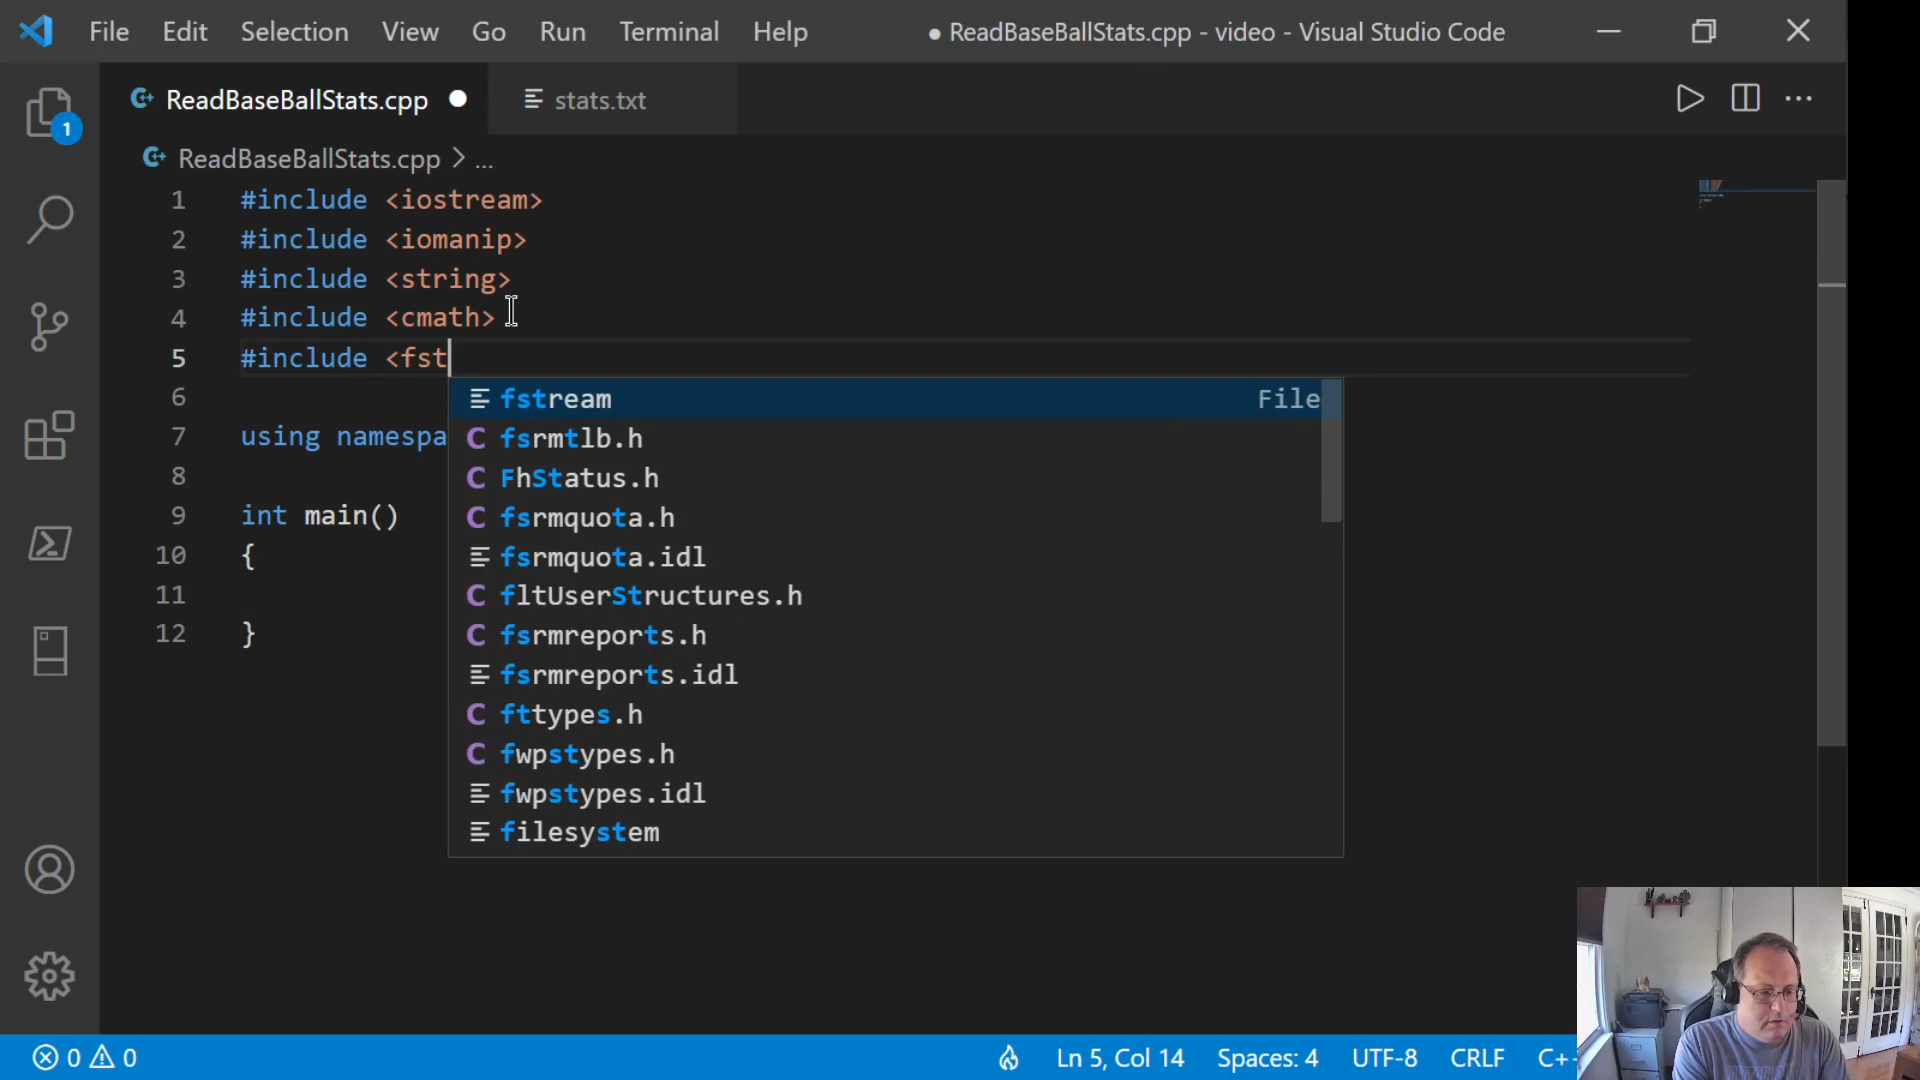 File Edit Selection View Go Run Terminal Help ● ReadBaseBallStats.cpp - video - Visual Studio Code
ReadBaseBallStats.cpp ● stats.txt
1
ReadBaseBallStats.cpp > ...
1 #include <iostream>
2 #include <iomanip>
3 #include <string>
4 #include <cmath>
5 #include <fst
fstream File
6
fsrmtlb.h
7 using namespa
FhStatus.h
8
fsrmquota.h
9 int main()
fsrmquota.idl
10 {
fltUserStructures.h
11
fsrmreports.h
12 }
fsrmreports.idl
fttypes.h
fwpstypes.h
fwpstypes.idl
filesystem
0 0 Ln 5, Col 14 Spaces: 4 UTF-8 CRLF C+